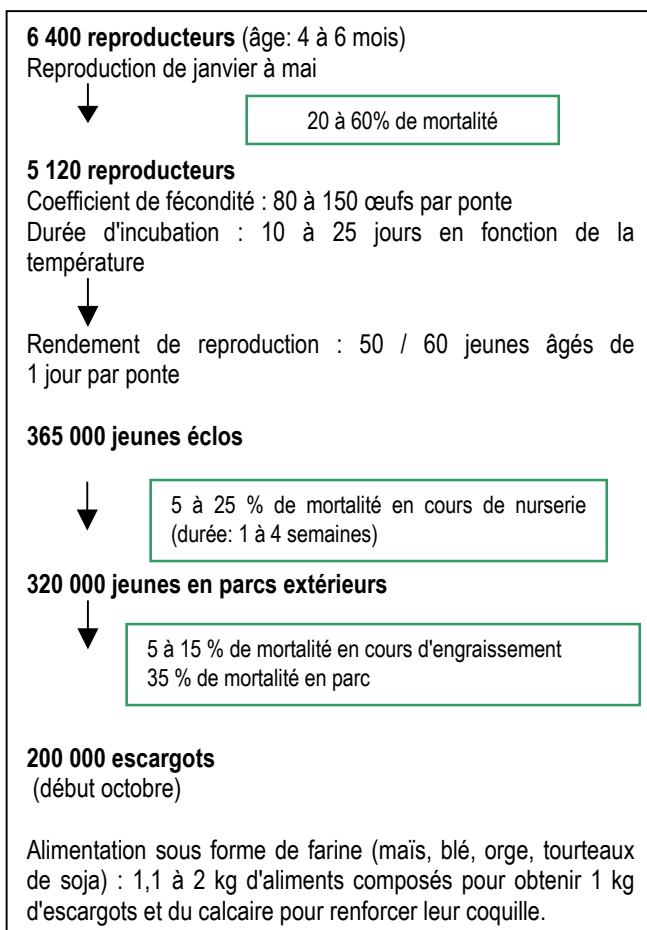 6 400 reproducteurs (âge: 4 à 6 mois)
Reproduction de janvier à mai
20 à 60% de mortalité
5 120 reproducteurs
Coefficient de fécondité : 80 à 150 œufs par ponte
Durée d'incubation : 10 à 25 jours en fonction de la
température
Rendement de reproduction : 50 / 60 jeunes âgés de
1 jour par ponte
365 000 jeunes éclos
5 à 25 % de mortalité en cours de nurserie
(durée: 1 à 4 semaines)
320 000 jeunes en parcs extérieurs
5 à 15 % de mortalité en cours d'engraissement
35 % de mortalité en parc
200 000 escargots
(début octobre)
Alimentation sous forme de farine (maïs, blé, orge, tourteaux
de soja) : 1,1 à 2 kg d'aliments composés pour obtenir 1 kg
d'escargots et du calcaire pour renforcer leur coquille.